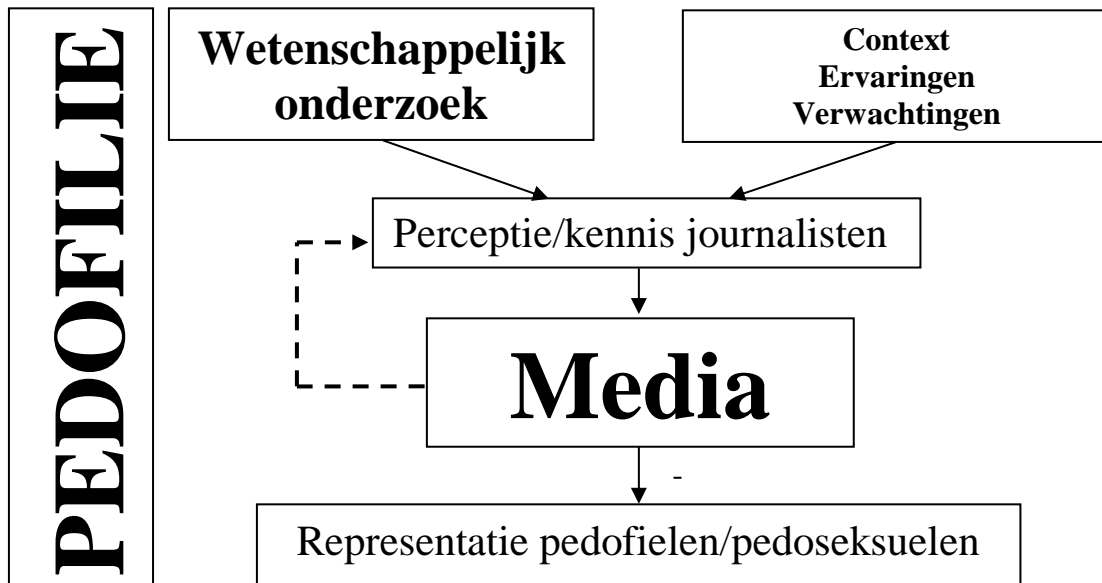 PEDOFILIE
Wetenschappelijk
onderzoek
Context
Ervaringen
Verwachtingen
Perceptie/kennis journalisten
Media
-
Representatie pedofielen/pedoseksuelen